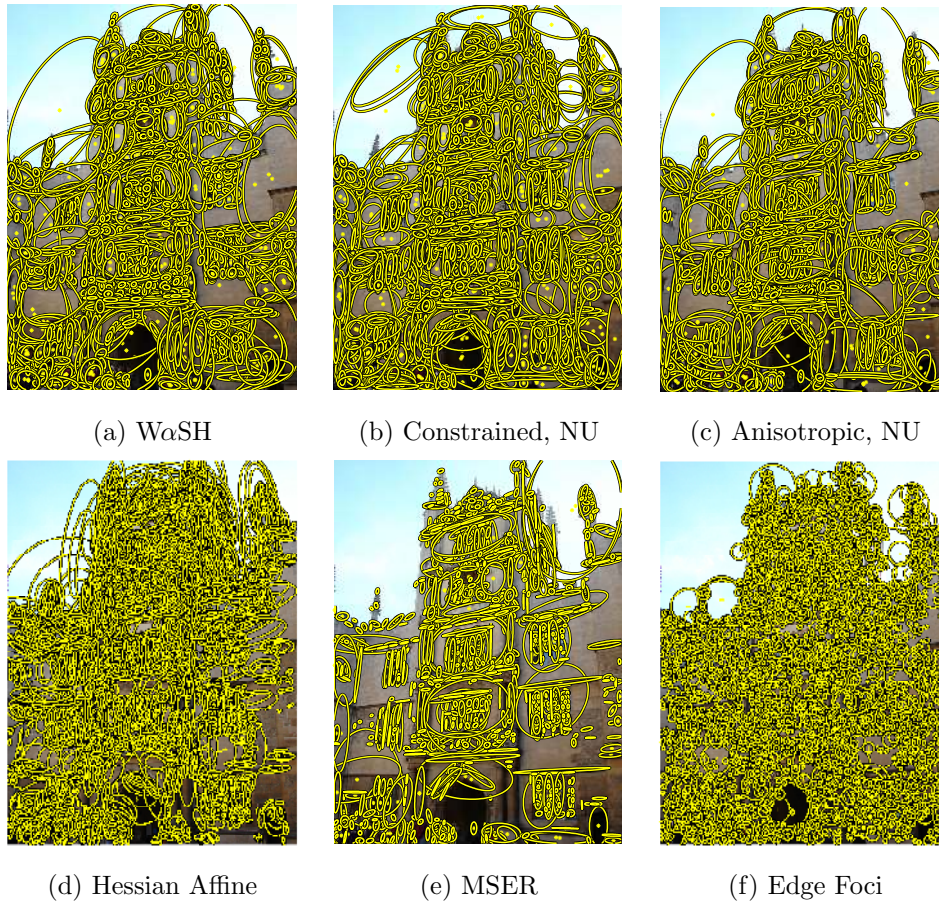 (a) WαSH
(b) Constrained, NU
(c) Anisotropic, NU
(d) Hessian Affine
(e) MSER
(f) Edge Foci